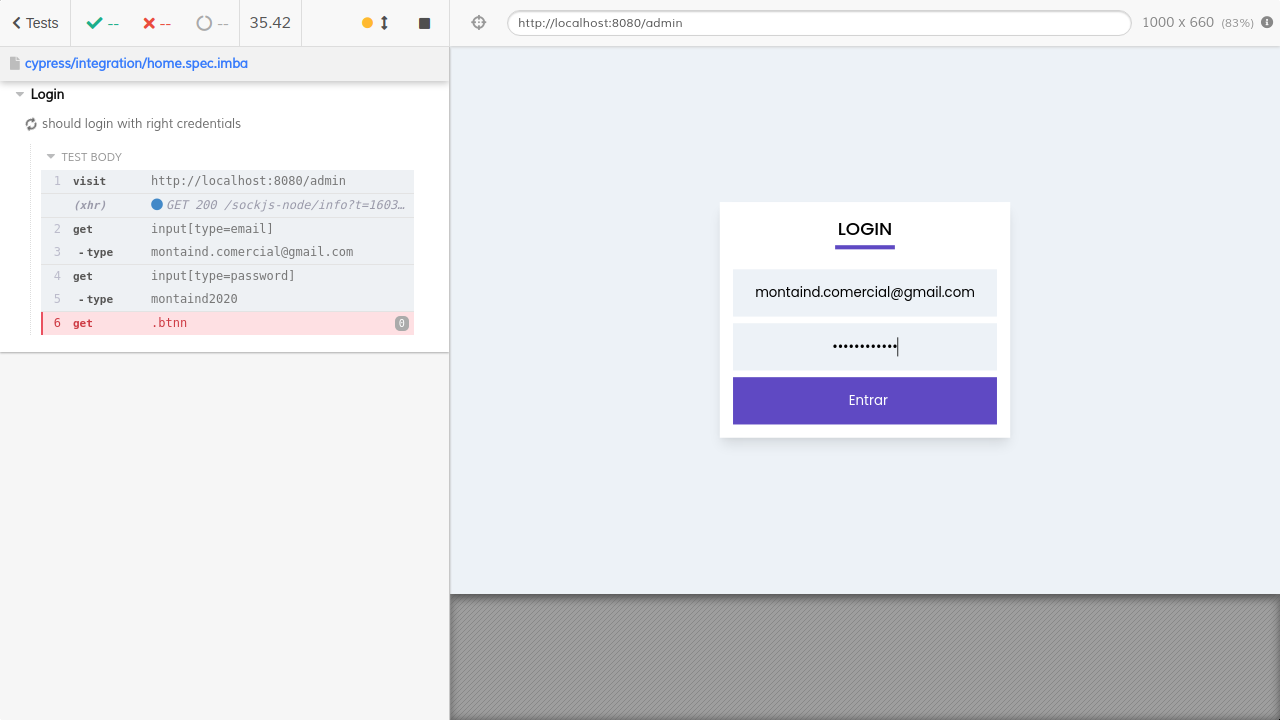 Tests -- -- -- 35.42
http://localhost:8080/admin 1000 x 660 (83%)
cypress/integration/home.spec.imba
Login
should login with right credentials
TEST BODY
1 visit http://localhost:8080/admin
(xhr) GET 200 /sockjs-node/info?t=1603…
2 get input[type=email]
3 - type montaind.comercial@gmail.com
4 get input[type=password]
5 - type montaind2020
6 get .btnn 0
LOGIN
montaind.comercial@gmail.com
••••••••••••
Entrar